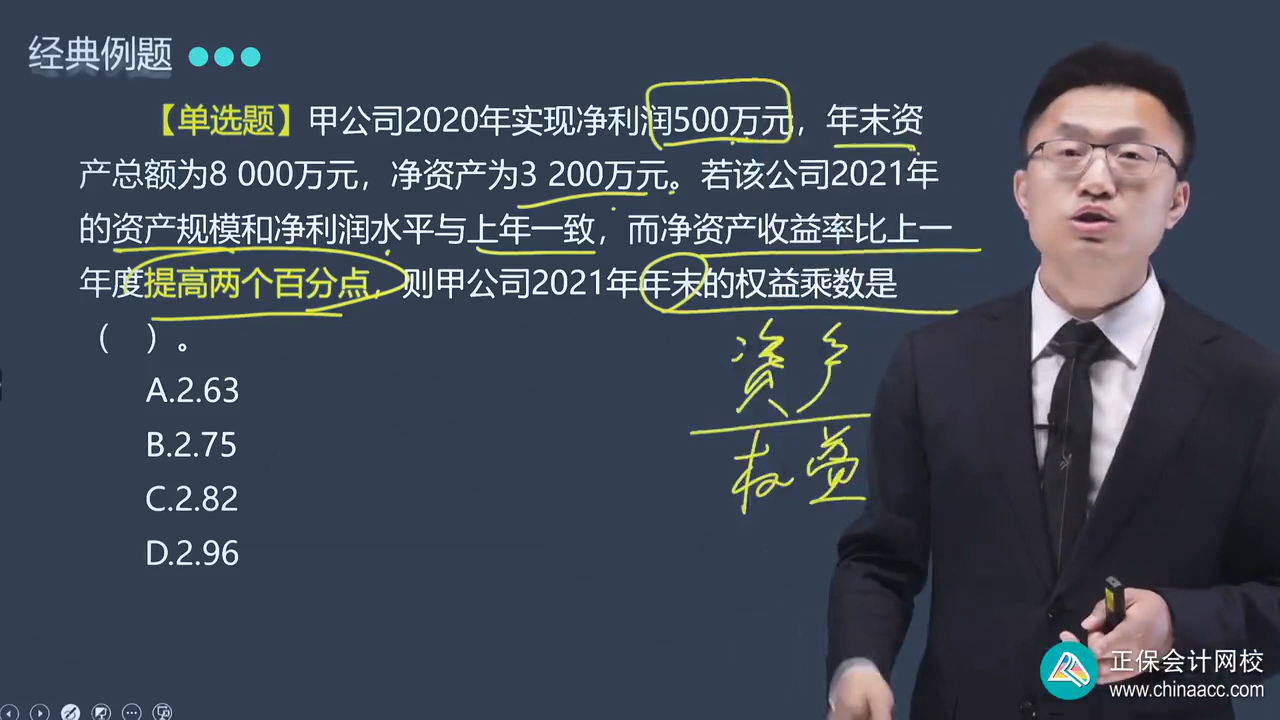 经典例题
【单选题】甲公司2020年实现净利润500万元，年末资
产总额为8 000万元，净资产为3 200万元。若该公司2021年
的资产规模和净利润水平与上年一致，而净资产收益率比上一
年度提高两个百分点，则甲公司2021年年末的权益乘数是
（ ）。
资产
权益
A.2.63
B.2.75
C.2.82
D.2.96
正保会计网校
www.chinaacc.com